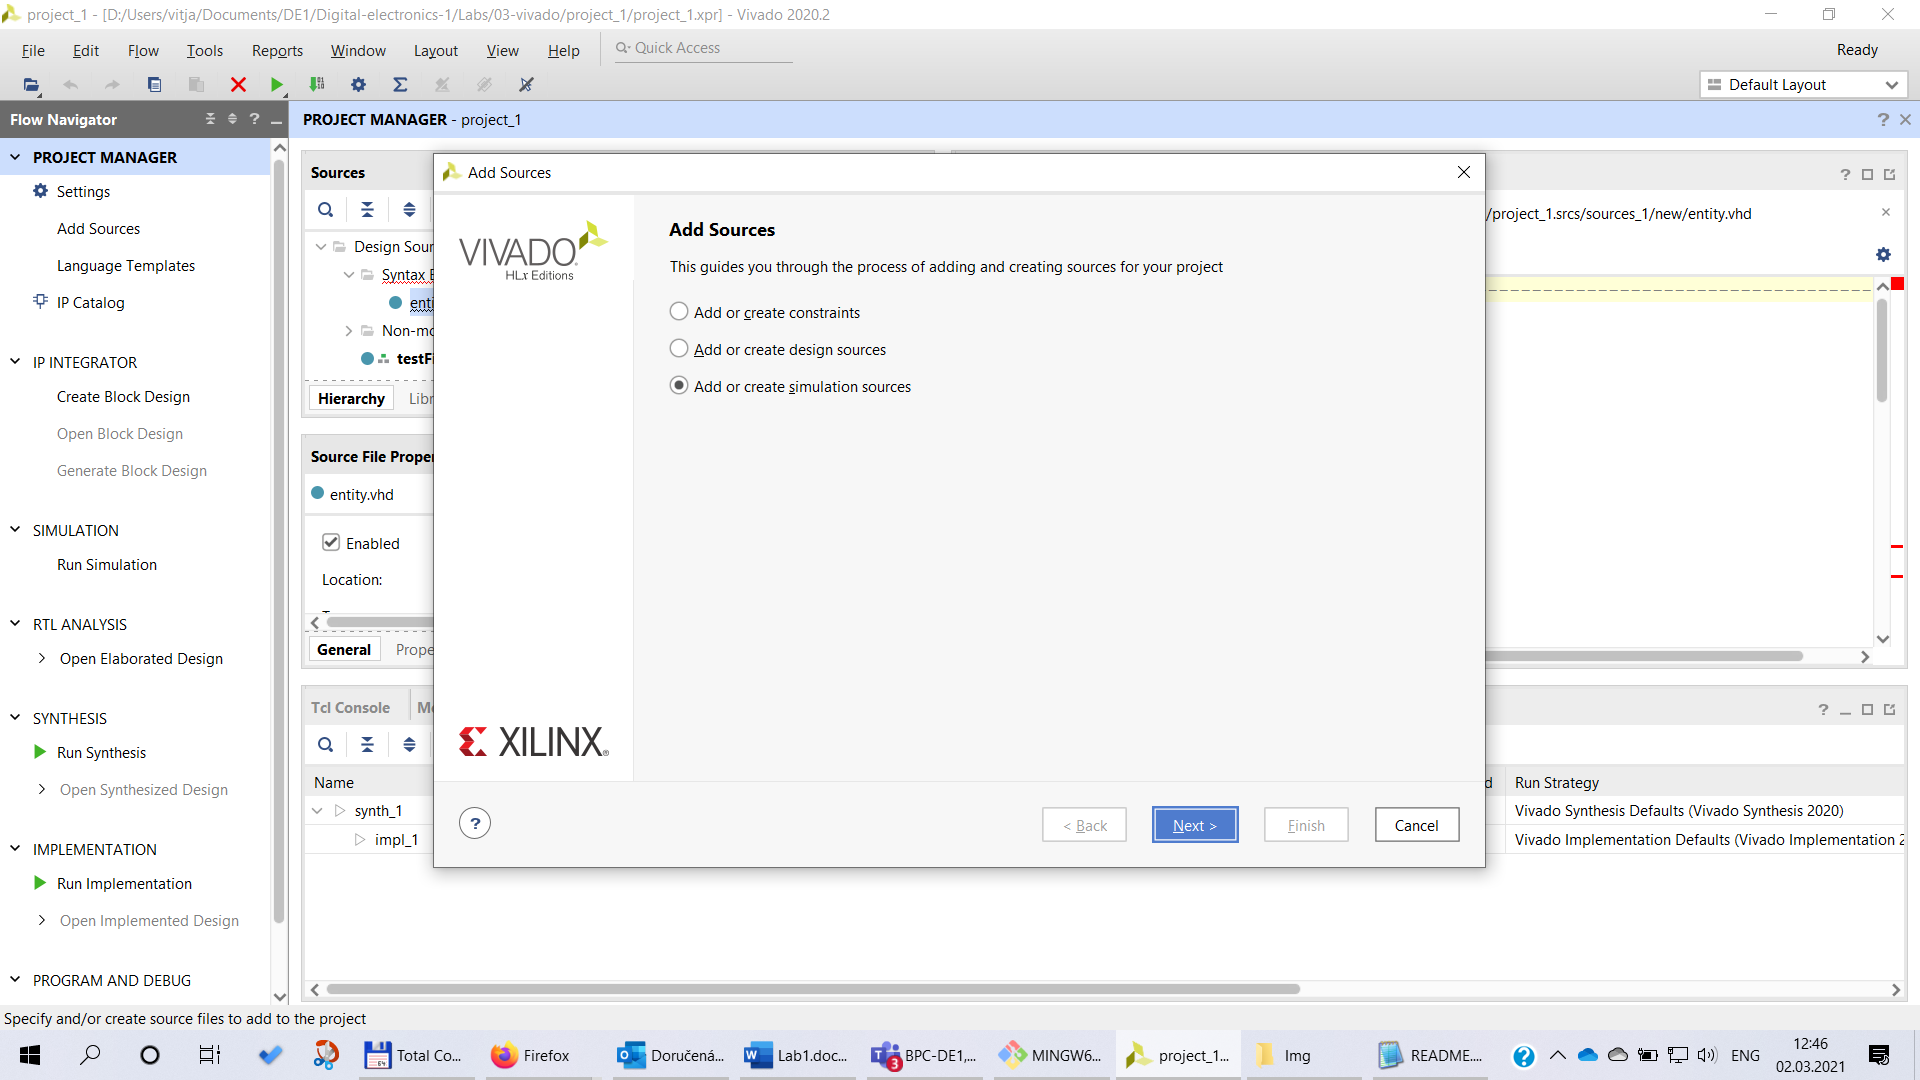 project_1 - [D:/Users/vitja/Documents/DE1/Digital-electronics-1/Labs/03-vivado/project_1/project_1.xpr] - Vivado 2020.2
File Edit Flow Tools Reports Window Layout View Help Quick Access Ready
Default Layout
Flow Navigator
PROJECT MANAGER - project_1
PROJECT MANAGER
Settings
Add Sources
Language Templates
IP Catalog
IP INTEGRATOR
Create Block Design
Open Block Design
Generate Block Design
SIMULATION
Run Simulation
RTL ANALYSIS
Open Elaborated Design
SYNTHESIS
Run Synthesis
Open Synthesized Design
IMPLEMENTATION
Run Implementation
Open Implemented Design
PROGRAM AND DEBUG
Sources
Design Sour
Syntax E
enti
Non-mo
testFi
Hierarchy Libr
Source File Proper
entity.vhd
Enabled
Location:
General Prope
/project_1.srcs/sources_1/new/entity.vhd
Add Sources
VIVADO
HLx Editions
XILINX
Add Sources
This guides you through the process of adding and creating sources for your project
Add or create constraints
Add or create design sources
Add or create simulation sources
? < Back Next > Finish Cancel
Tcl Console
Name
synth_1
impl_1
d Run Strategy
Vivado Synthesis Defaults (Vivado Synthesis 2020)
Vivado Implementation Defaults (Vivado Implementation 2
Specify and/or create source files to add to the project
Total Co... Firefox Doručená... Lab1.doc... BPC-DE1,... MINGW6... project_1... Img README.... ENG
3
12:46
02.03.2021